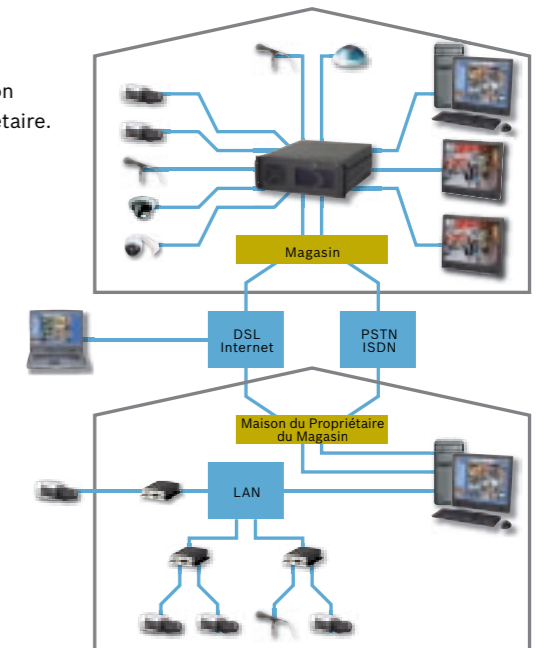 on
étaire.
Magasin
DSL
Internet
PSTN
ISDN
Maison du Propriétaire
du Magasin
LAN